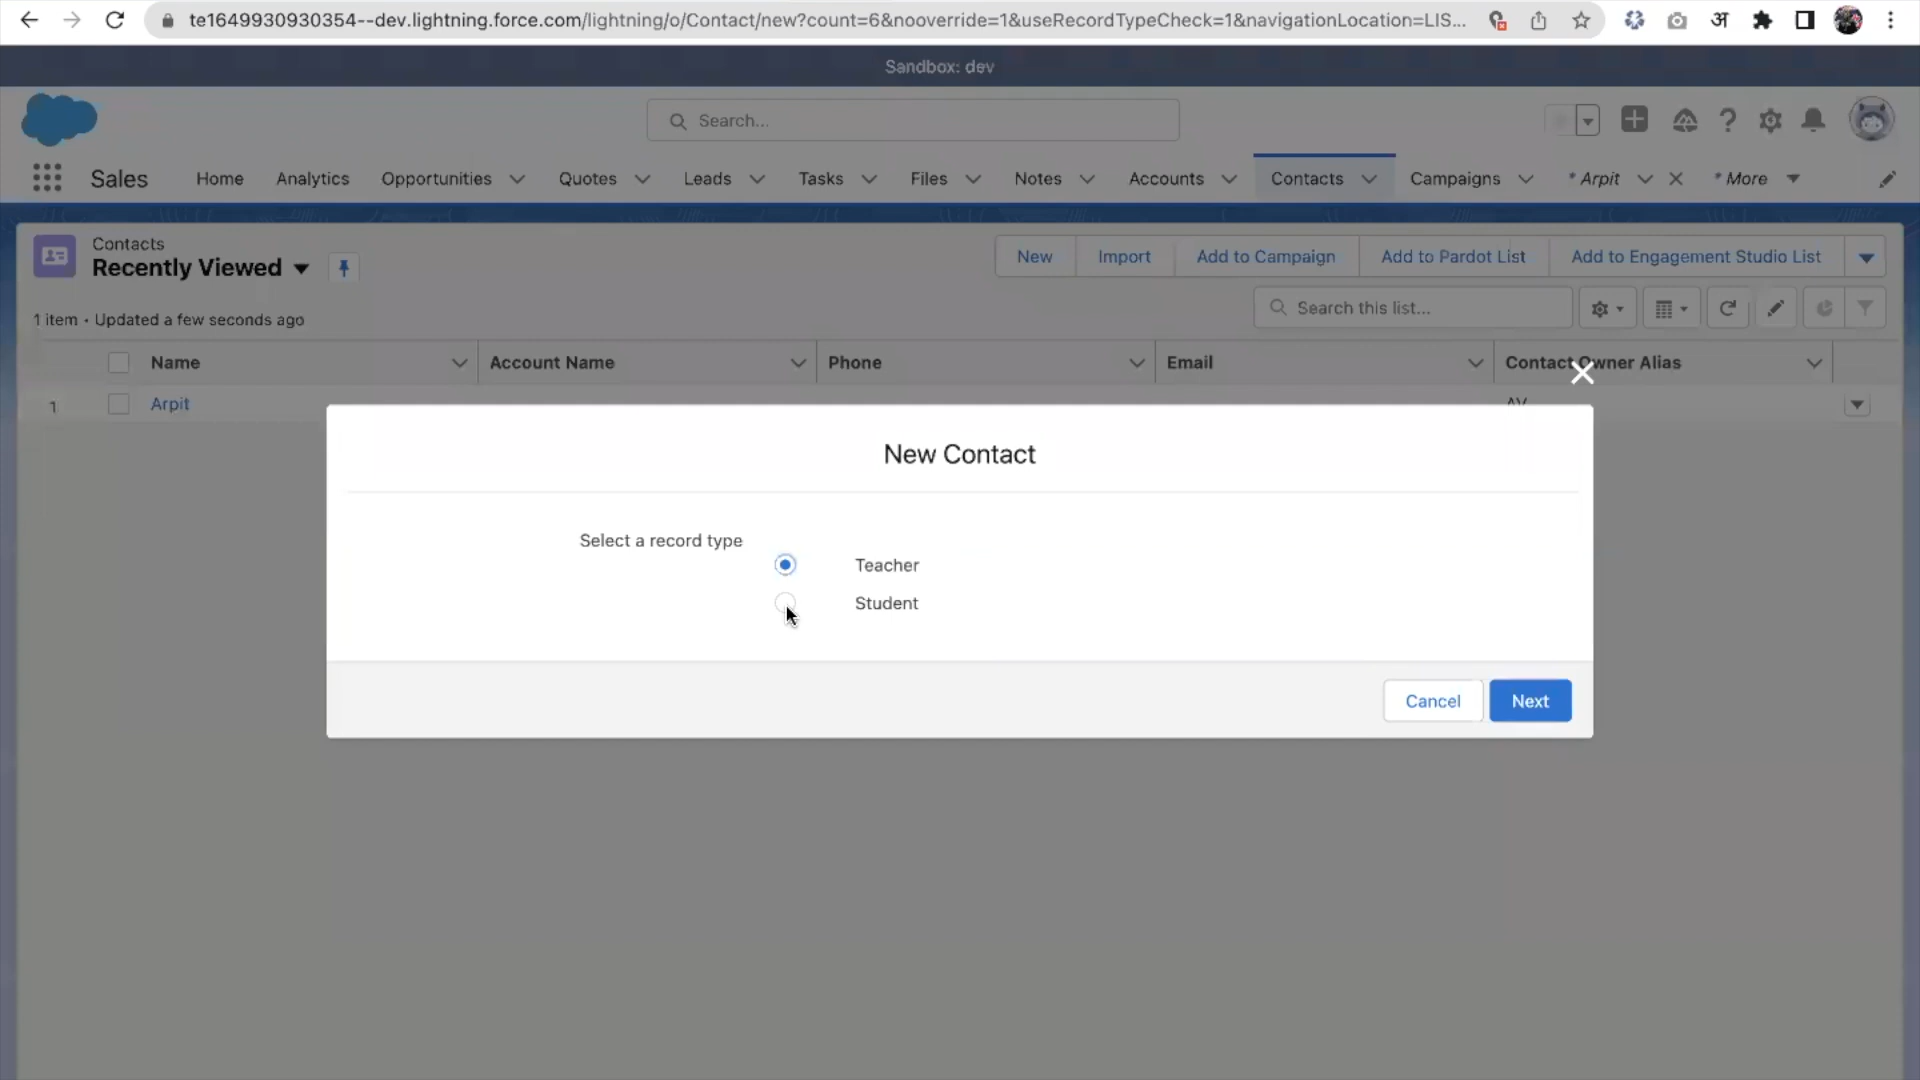 te1649930930354--dev.lightning.force.com/lightning/o/Contact/new?count=6&nooverride=1&useRecordTypeCheck=1&navigationLocation=LIS...
अ
Sandbox: dev
Search...
Sales Home Analytics Opportunities Quotes Leads Tasks Files Notes Accounts Contacts Campaigns * Arpit * More
Contacts
Recently Viewed
New Import Add to Campaign Add to Pardot List Add to Engagement Studio List
1 item • Updated a few seconds ago
Search this list...
Name Account Name Phone Email Contact Owner Alias
1 Arpit AV
New Contact
Select a record type
Teacher
Student
Cancel Next